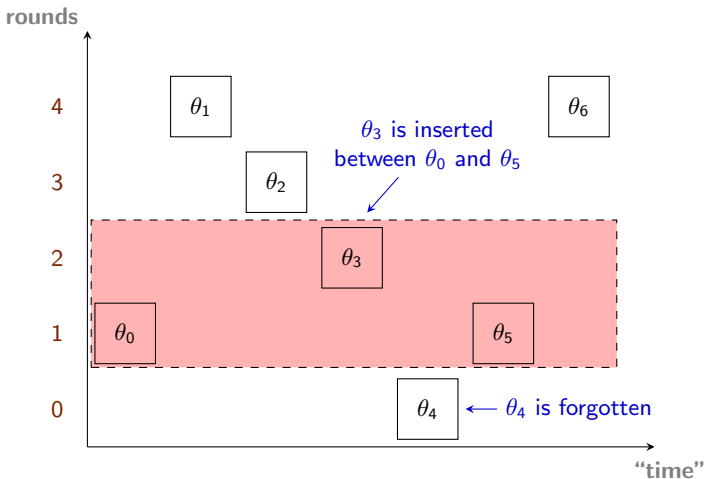 rounds
4
θ₁
θ₆
θ₃ is inserted
between θ₀ and θ₅
3
θ₂
2
θ₃
1
θ₀
θ₅
0
θ₄
θ₄ is forgotten
“time”